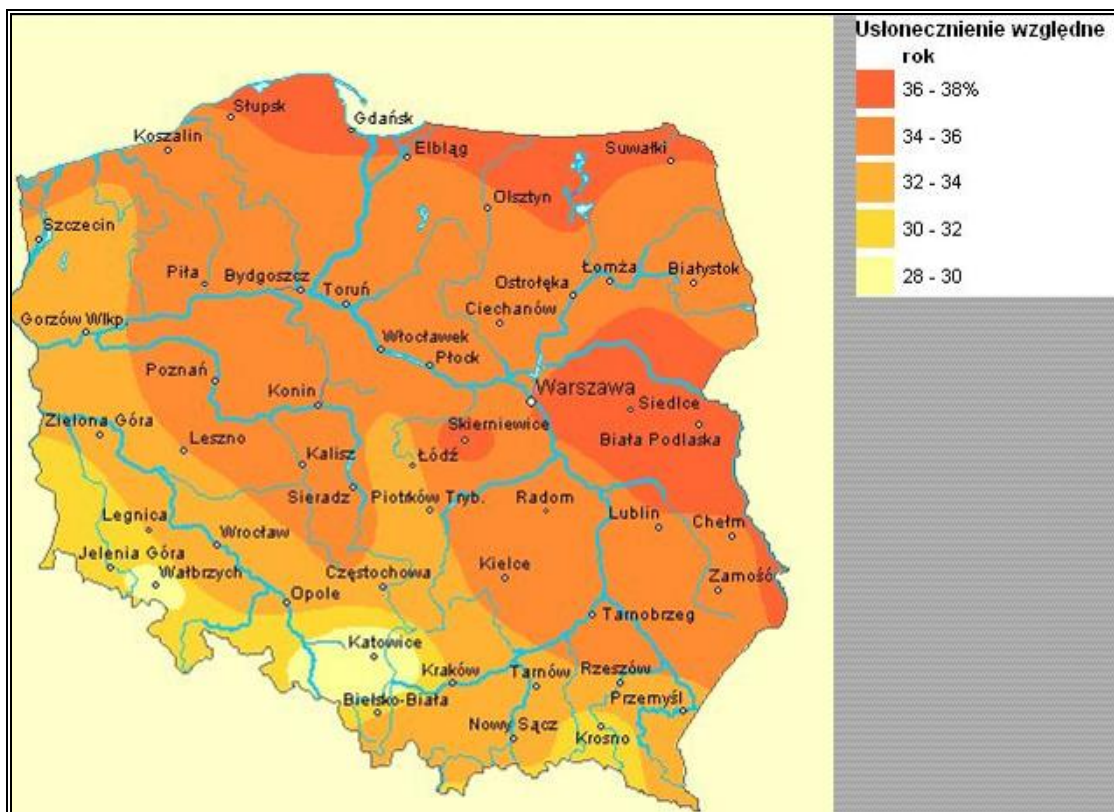 Usłonecznienie względne
rok
36 - 38%
34 - 36
32 - 34
30 - 32
28 - 30
Słupsk
Gdańsk
Koszalin
Elbląg
Suwałki
Olsztyn
Szczecin
Piła
Bydgoszcz
Toruń
Ostrołęka
Łomża
Białystok
Ciechanów
Gorzów Wlkp.
Włocławek
Płock
Poznań
Konin
Warszawa
Siedlce
Zielona Góra
Leszno
Skierniewice
Biała Podlaska
Kalisz
Łódź
Sieradz
Piotrków Tryb.
Radom
Lublin
Chełm
Legnica
Wrocław
Jelenia Góra
Wałbrzych
Częstochowa
Kielce
Zamość
Opole
Tarnobrzeg
Katowice
Kraków
Tarnów
Rzeszów
Bielsko-Biała
Przemyśl
Nowy Sącz
Krosno